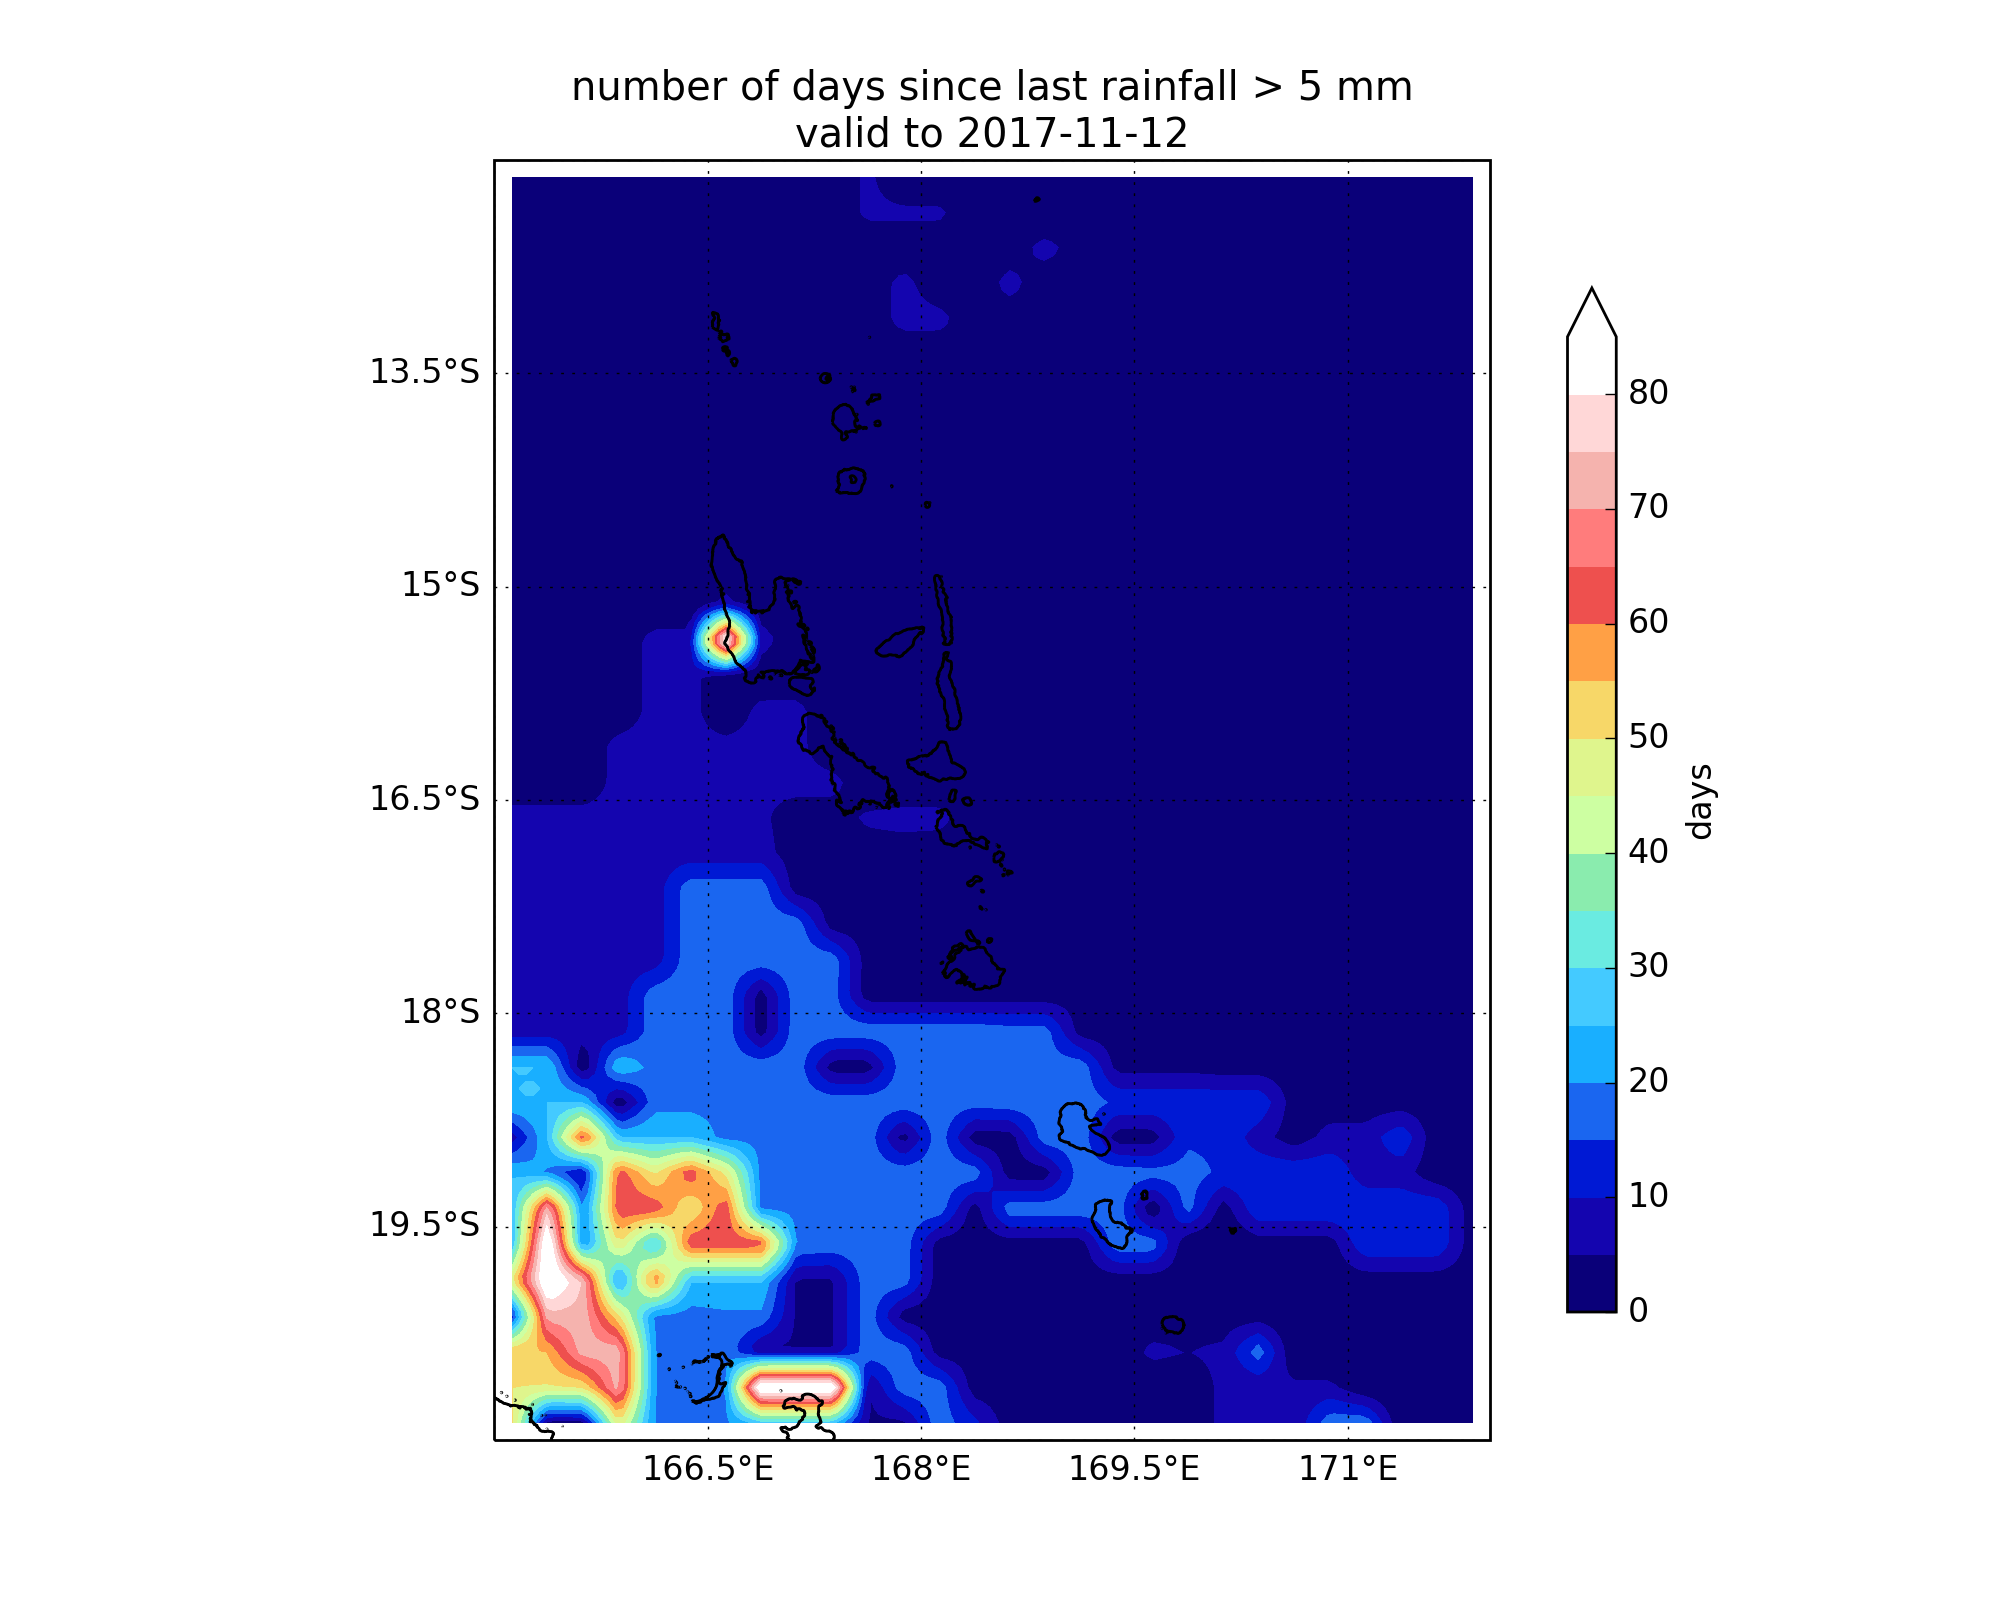 number of days since last rainfall > 5 mm
valid to 2017-11-12
13.5°S
15°S
16.5°S
18°S
19.5°S
166.5°E
168°E
169.5°E
171°E
80
70
60
50
40
30
20
10
0
days